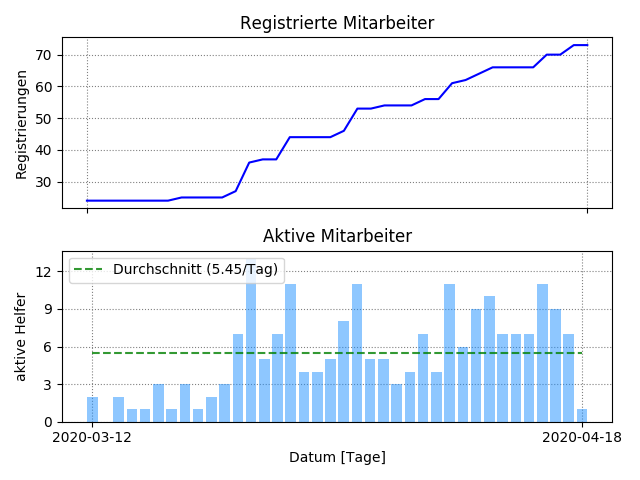 Registrierte Mitarbeiter
70
60
50
40
30
Registrierungen
Aktive Mitarbeiter
Durchschnitt (5.45/Tag)
12
9
6
3
0
aktive Helfer
2020-03-12 2020-04-18
Datum [Tage]